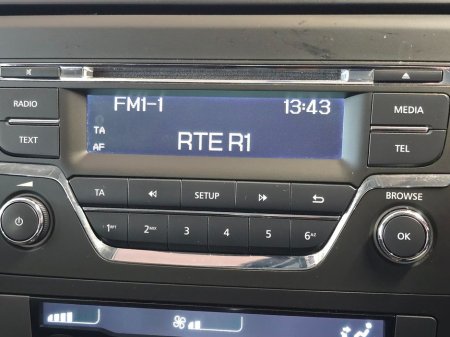 FM1-1 13:43
RADIO
MEDIA
TA
TEXT
RTE R1
TEL
AF
TA SETUP
BROWSE
1 2 3 4 5 6
OK